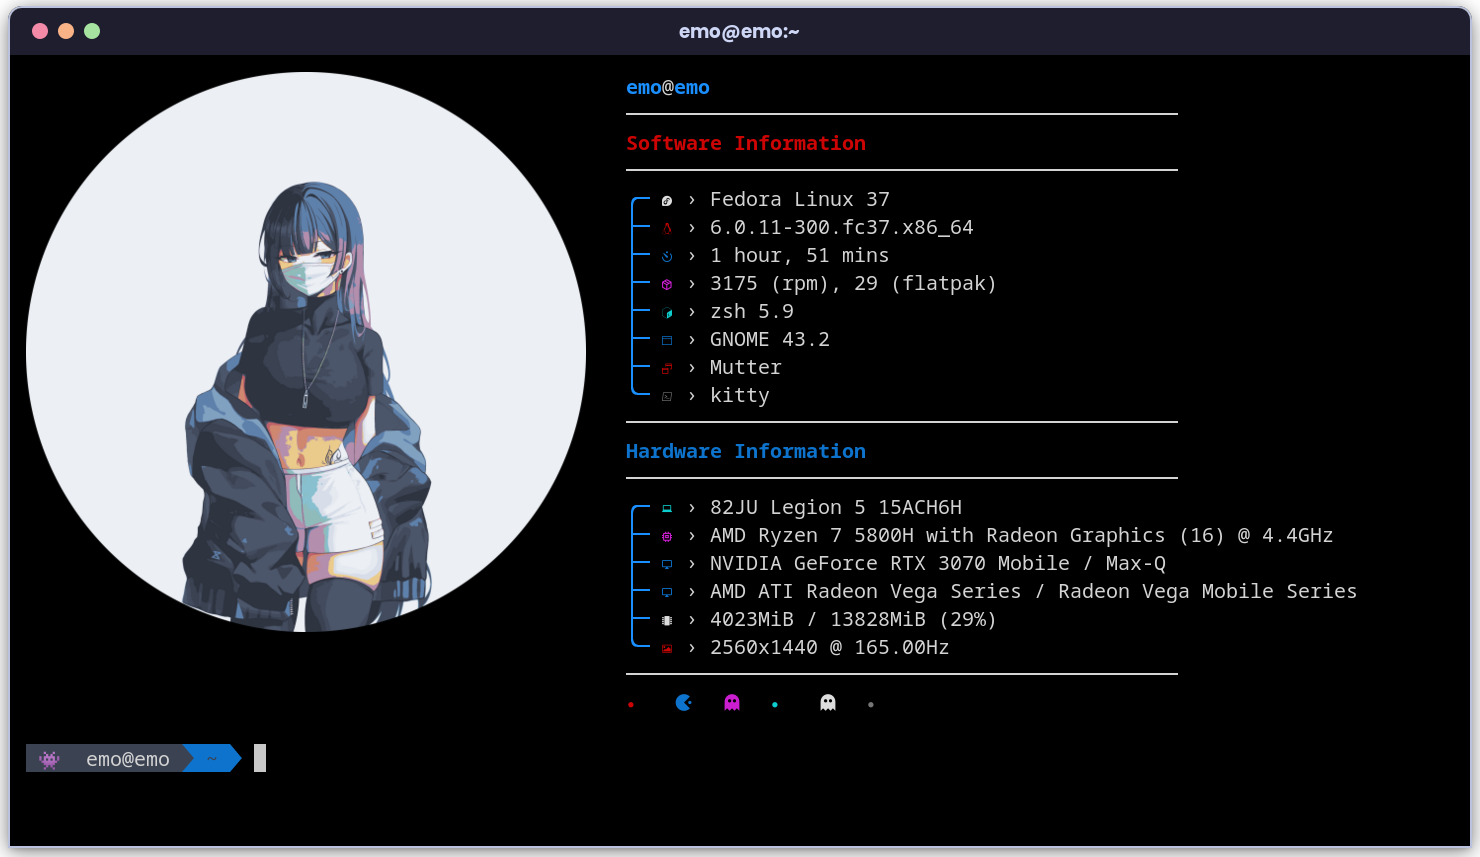 emo@emo:~
emo@emo
Software Information
› Fedora Linux 37
› 6.0.11-300.fc37.x86_64
› 1 hour, 51 mins
› 3175 (rpm), 29 (flatpak)
› zsh 5.9
› GNOME 43.2
› Mutter
› kitty
Hardware Information
› 82JU Legion 5 15ACH6H
› AMD Ryzen 7 5800H with Radeon Graphics (16) @ 4.4GHz
› NVIDIA GeForce RTX 3070 Mobile / Max-Q
› AMD ATI Radeon Vega Series / Radeon Vega Mobile Series
› 4023MiB / 13828MiB (29%)
› 2560x1440 @ 165.00Hz
emo@emo ~